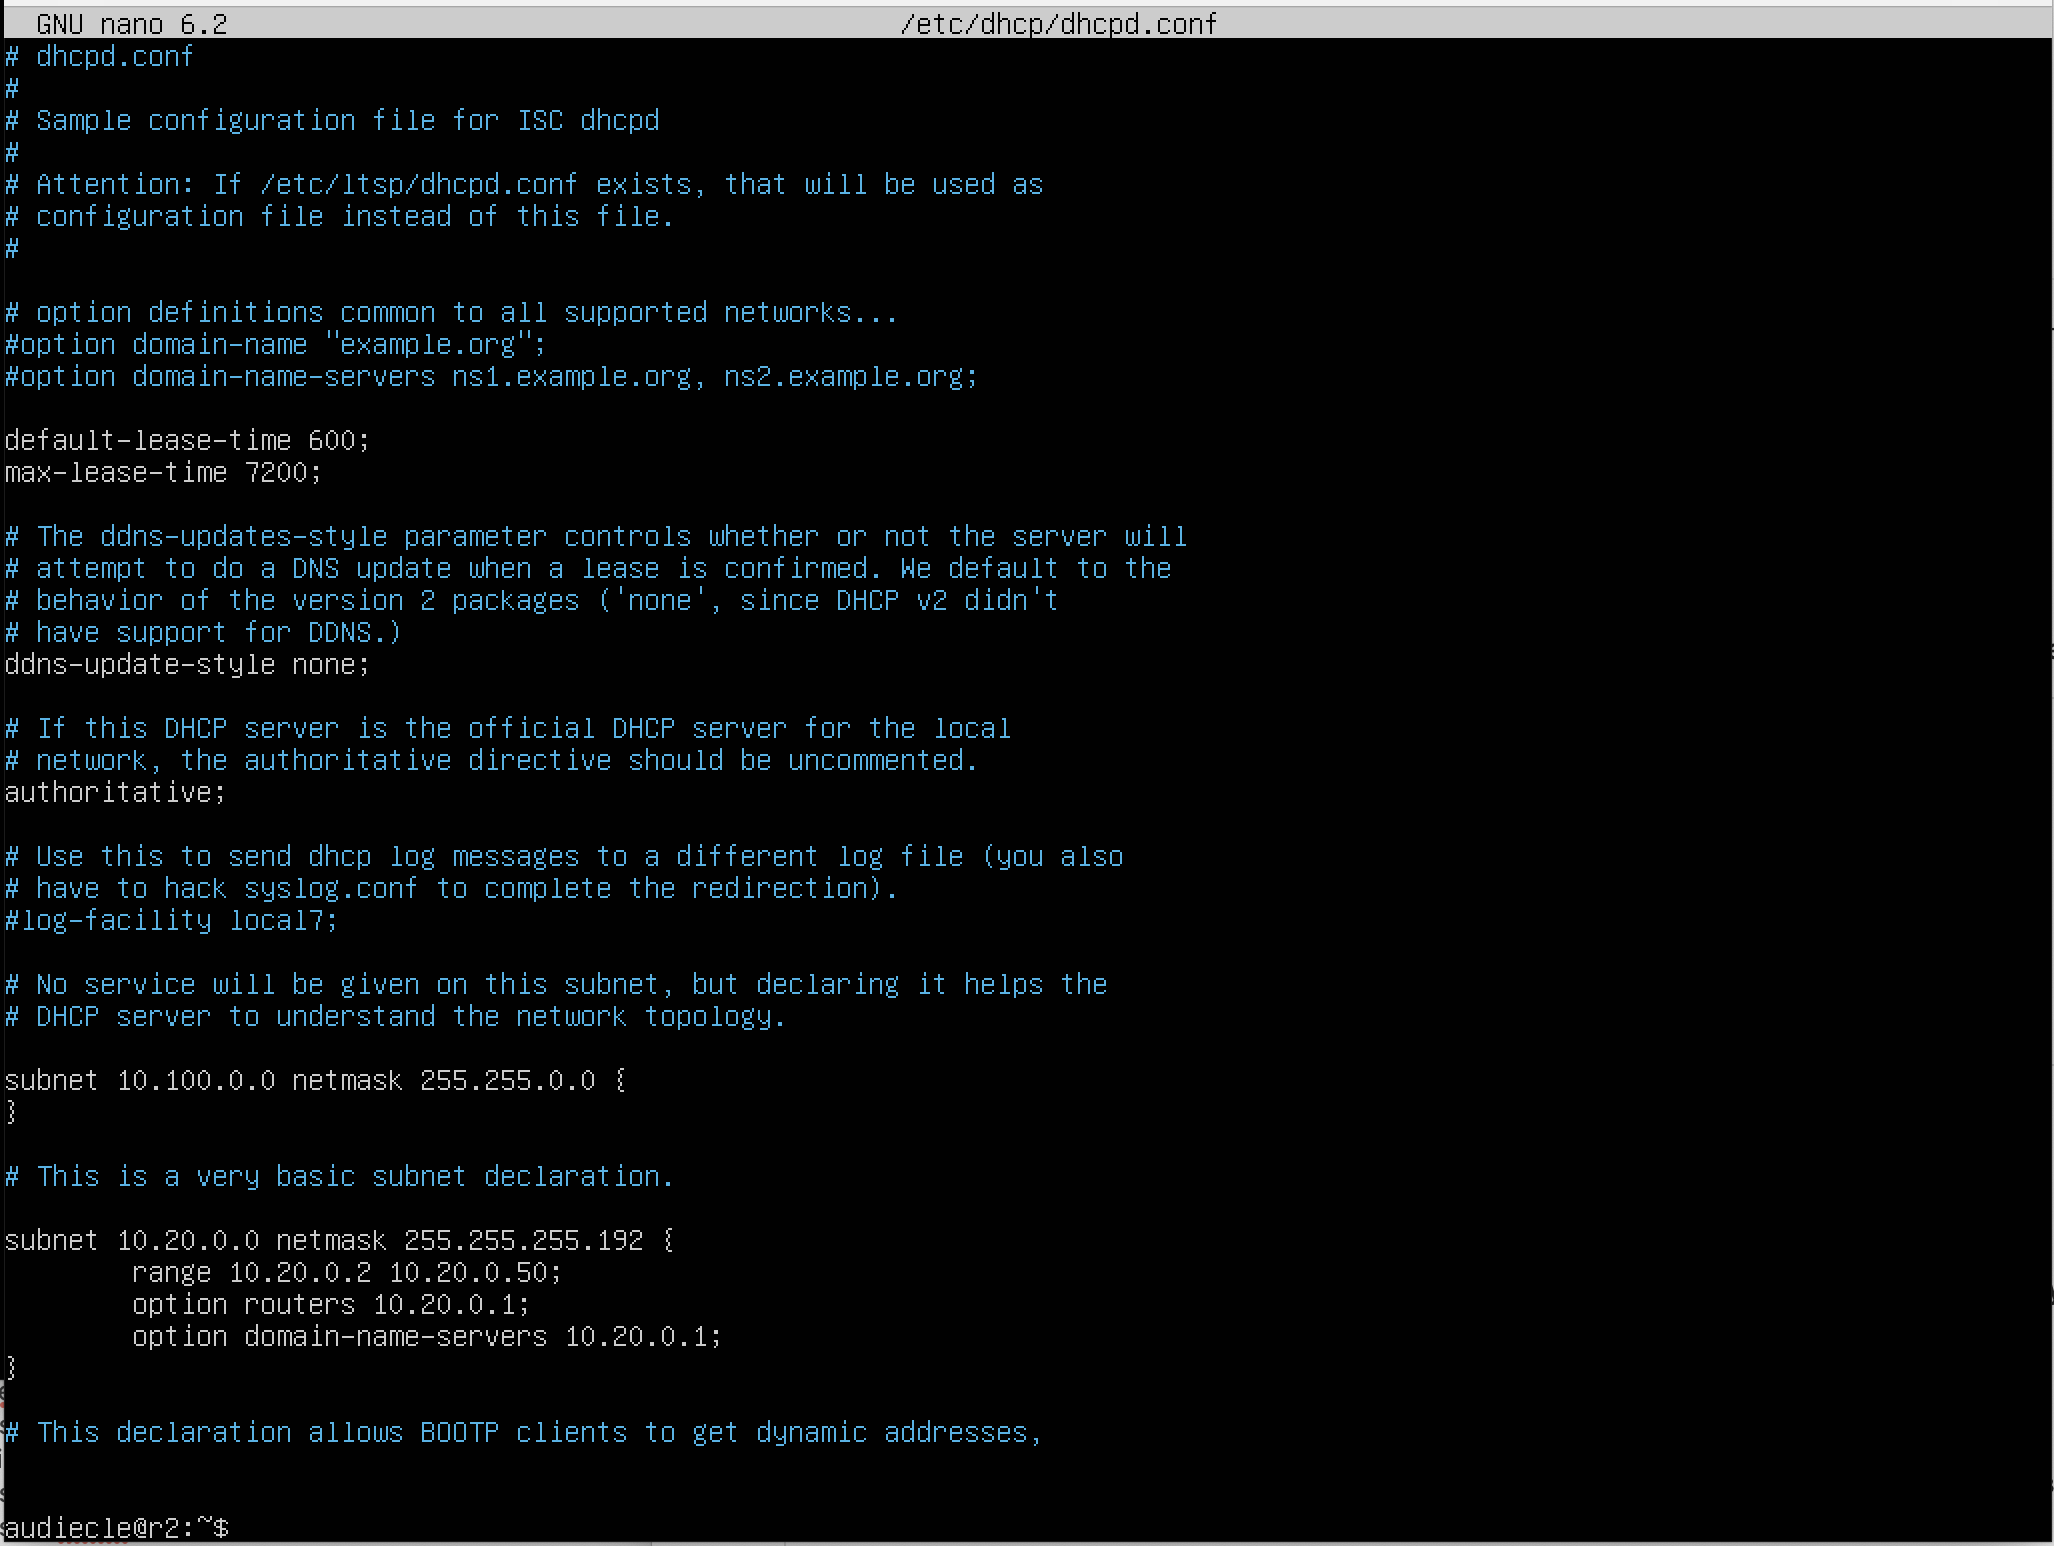 GNU nano 6.2 /etc/dhcp/dhcpd.conf
# dhcpd.conf
#
# Sample configuration file for ISC dhcpd
#
# Attention: If /etc/ltsp/dhcpd.conf exists, that will be used as
# configuration file instead of this file.
#
# option definitions common to all supported networks...
#option domain-name "example.org";
#option domain-name-servers ns1.example.org, ns2.example.org;
default-lease-time 600;
max-lease-time 7200;
# The ddns-updates-style parameter controls whether or not the server will
# attempt to do a DNS update when a lease is confirmed. We default to the
# behavior of the version 2 packages ('none', since DHCP v2 didn't
# have support for DDNS.)
ddns-update-style none;
# If this DHCP server is the official DHCP server for the local
# network, the authoritative directive should be uncommented.
authoritative;
# Use this to send dhcp log messages to a different log file (you also
# have to hack syslog.conf to complete the redirection).
#log-facility local7;
# No service will be given on this subnet, but declaring it helps the
# DHCP server to understand the network topology.
subnet 10.100.0.0 netmask 255.255.0.0 {
}
# This is a very basic subnet declaration.
subnet 10.20.0.0 netmask 255.255.255.192 {
range 10.20.0.2 10.20.0.50;
option routers 10.20.0.1;
option domain-name-servers 10.20.0.1;
}
# This declaration allows BOOTP clients to get dynamic addresses,
audiecle@r2:~$